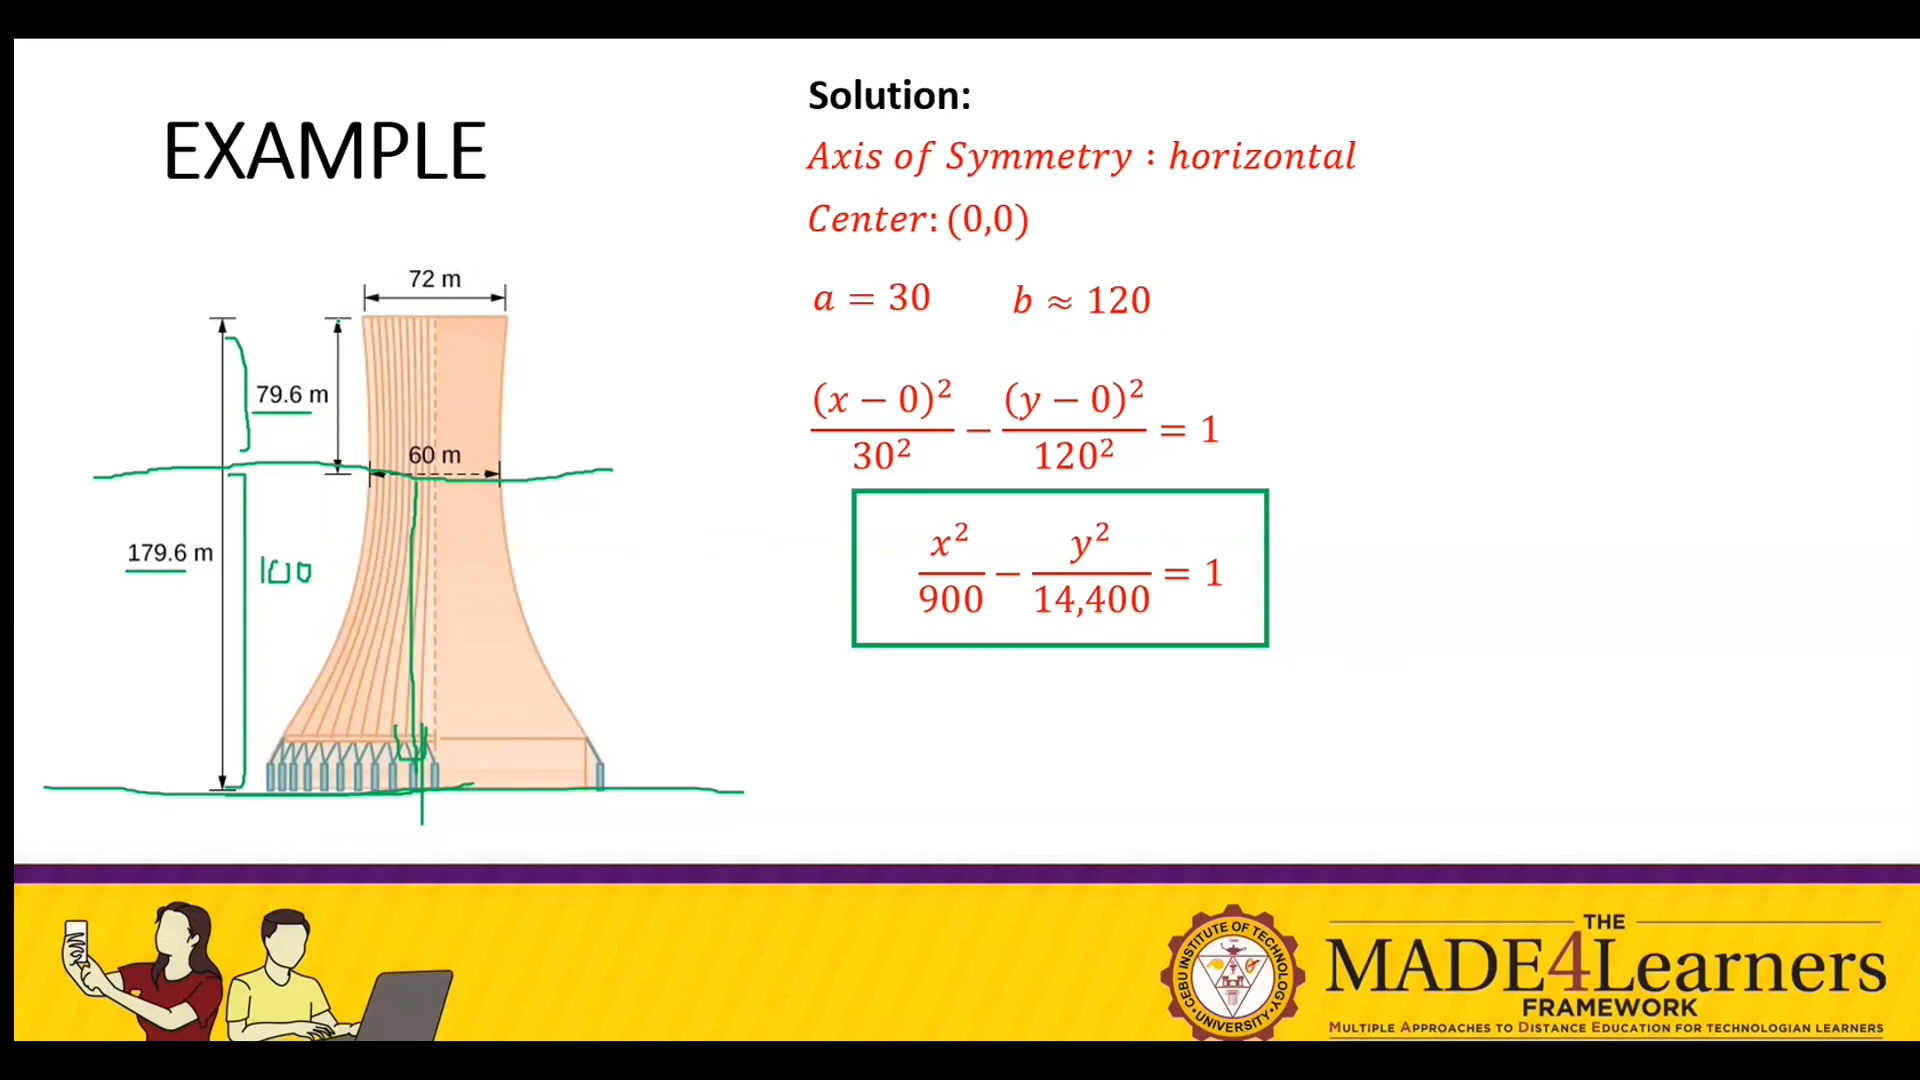 EXAMPLE
72 m
79.6 m
60 m
179.6 m
100
Solution:
Axis of Symmetry : horizontal
Center: (0,0)
a = 30 b ≈ 120
(x − 0)²/30² − (y − 0)²/120² = 1
x²/900 − y²/14,400 = 1
CEBU INSTITUTE OF TECHNOLOGY
UNIVERSITY
THE
MADE4Learners
FRAMEWORK
MULTIPLE APPROACHES TO DISTANCE EDUCATION FOR TECHNOLOGIAN LEARNERS